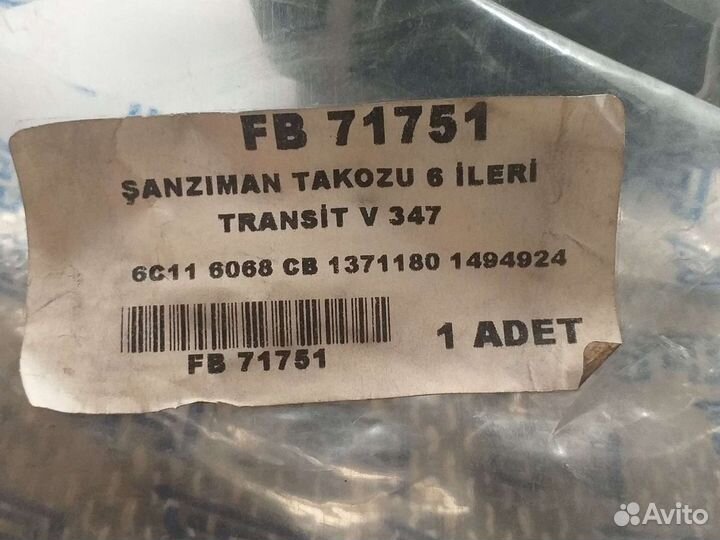 FB 71751
ŞANZIMAN TAKOZU 6 İLERİ
TRANSİT V 347
6C11 6068 CB 1371180 1494924
FB 71751
1 ADET
Avito